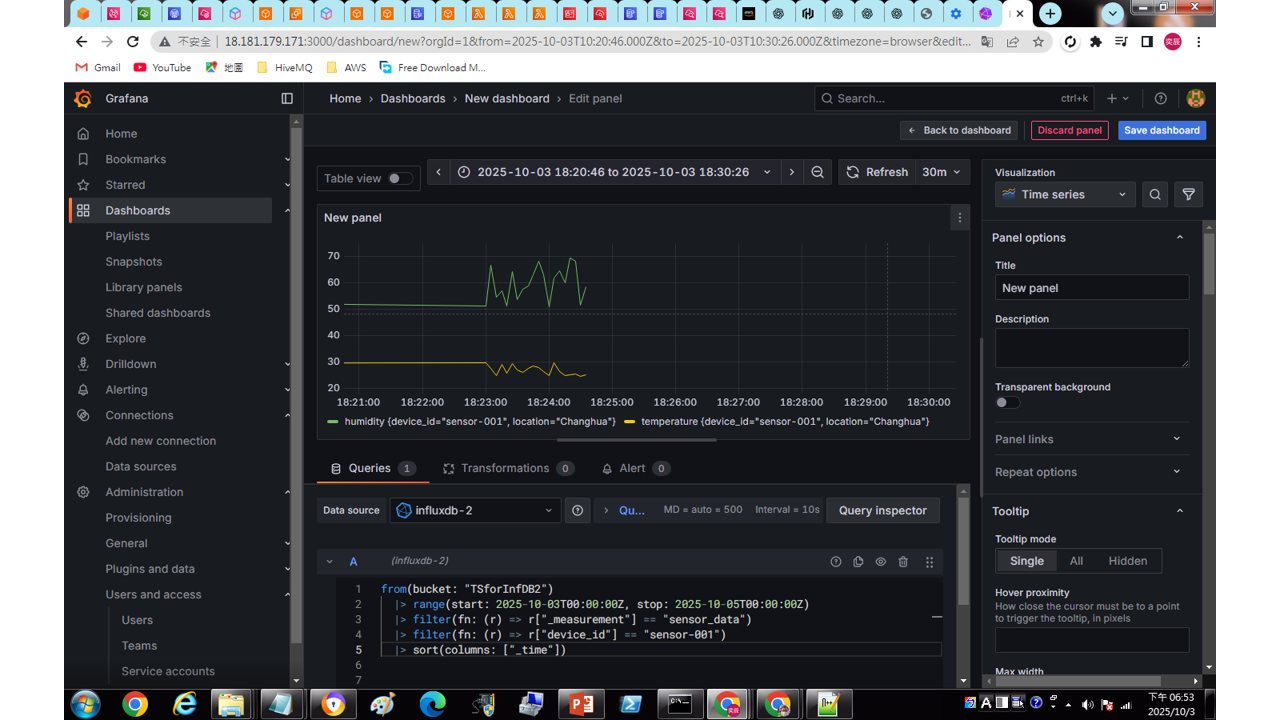 不安全
18.181.179.171:3000/dashboard/new?orgId=1&from=2025-10-03T10:20:46.000Z&to=2025-10-03T10:30:26.000Z&timezone=browser&edit...
奕辰
Gmail YouTube 地圖 HiveMQ AWS Free Download M...
Grafana
Home › Dashboards › New dashboard › Edit panel
Search... ctrl+k
Back to dashboard
Discard panel
Save dashboard
Home
Bookmarks
Starred
Dashboards
Playlists
Snapshots
Library panels
Shared dashboards
Explore
Drilldown
Alerting
Connections
Add new connection
Data sources
Administration
Provisioning
General
Plugins and data
Users and access
Users
Teams
Service accounts
Table view
2025-10-03 18:20:46 to 2025-10-03 18:30:26
Refresh 30m
New panel
70
60
50
40
30
20
18:21:00 18:22:00 18:23:00 18:24:00 18:25:00 18:26:00 18:27:00 18:28:00 18:29:00 18:30:00
humidity {device_id="sensor-001", location="Changhua"} temperature {device_id="sensor-001", location="Changhua"}
Queries 1 Transformations 0 Alert 0
Data source influxdb-2 Qu... MD = auto = 500 Interval = 10s Query inspector
A (influxdb-2)
1 from(bucket: "TSforInfDB2")
2 |> range(start: 2025-10-03T00:00:00Z, stop: 2025-10-05T00:00:00Z)
3 |> filter(fn: (r) => r["_measurement"] == "sensor_data")
4 |> filter(fn: (r) => r["device_id"] == "sensor-001")
5 |> sort(columns: ["_time"])
6
7
Visualization
Time series
Panel options
Title
New panel
Description
Transparent background
Panel links
Repeat options
Tooltip
Tooltip mode
Single All Hidden
Hover proximity
How close the cursor must be to a point
to trigger the tooltip, in pixels
Max width
下午 06:53
2025/10/3